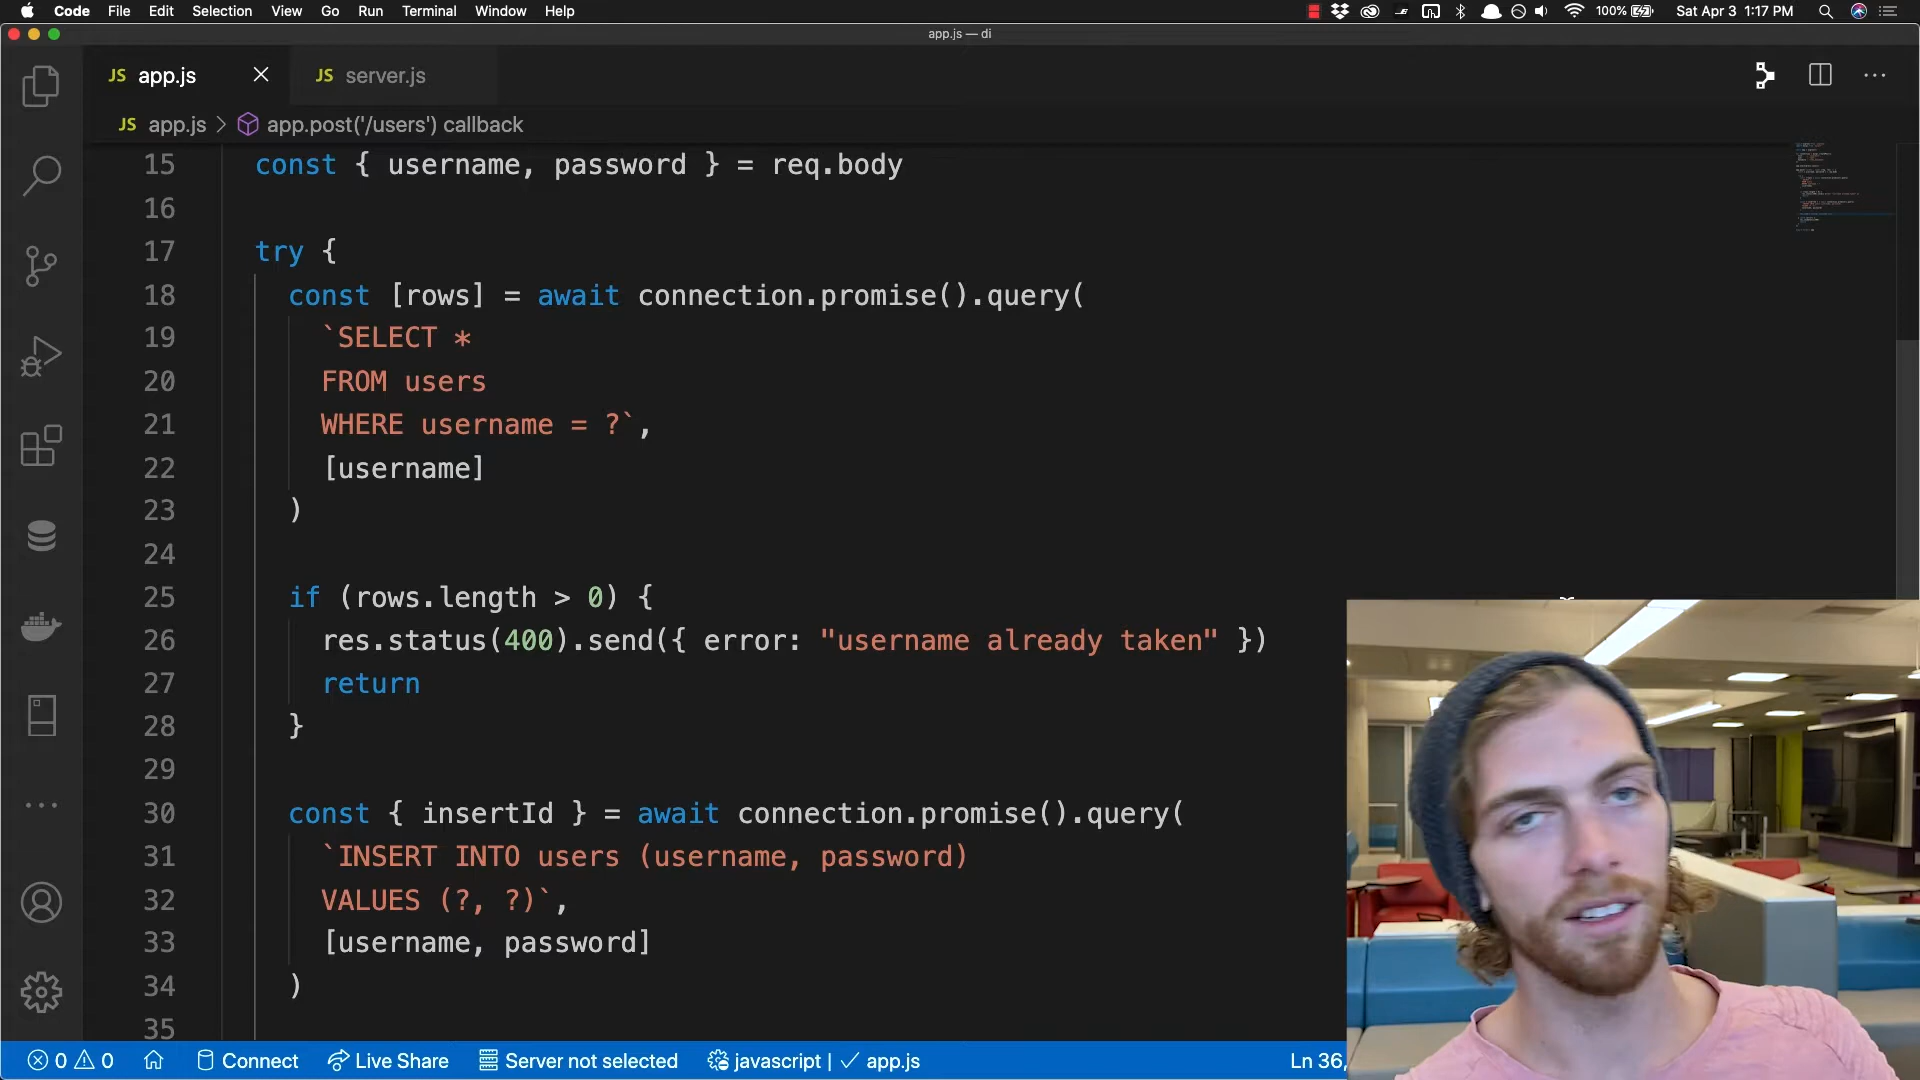 Code File Edit Selection View Go Run Terminal Window Help 100% Sat Apr 3 1:17 PM
app.js — di
JS app.js JS server.js
JS app.js > app.post('/users') callback
15 const { username, password } = req.body
16
17 try {
18 const [rows] = await connection.promise().query(
19 `SELECT *
20 FROM users
21 WHERE username = ?`,
22 [username]
23 )
24
25 if (rows.length > 0) {
26 res.status(400).send({ error: "username already taken" })
27 return
28 }
29
30 const { insertId } = await connection.promise().query(
31 `INSERT INTO users (username, password)
32 VALUES (?, ?)`,
33 [username, password]
34 )
35
0 0 Connect Live Share Server not selected javascript | ✓ app.js Ln 36,